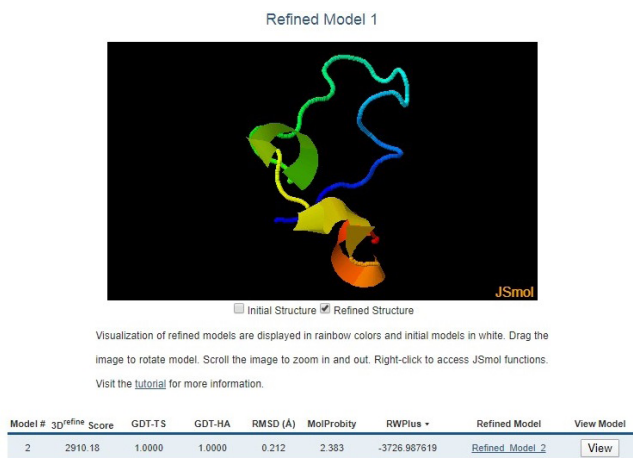 Refined Model 1
JSmol
Initial Structure Refined Structure
Visualization of refined models are displayed in rainbow colors and initial models in white. Drag the
image to rotate model. Scroll the image to zoom in and out. Right-click to access JSmol functions.
Visit the tutorial for more information.
Model # 3Drefine Score GDT-TS GDT-HA RMSD (Å) MolProbity RWPlus Refined Model View Model
2 2910.18 1.0000 1.0000 0.212 2.383 -3726.987619 Refined_Model_2 View